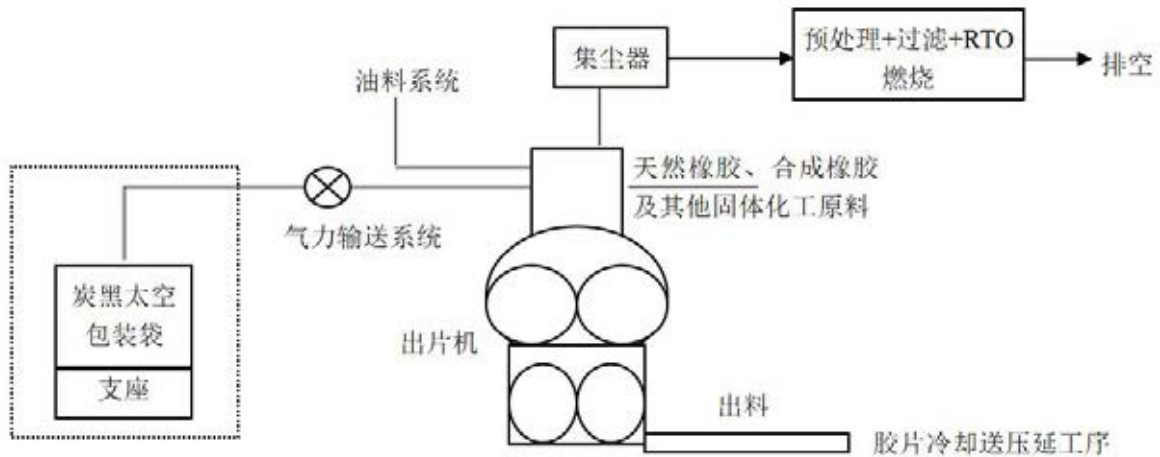 预处理+过滤+RTO
燃烧
集尘器
排空
油料系统
天然橡胶、合成橡胶
及其他固体化工原料
气力输送系统
炭黑太空
包装袋
支座
出片机
出料
胶片冷却送压延工序